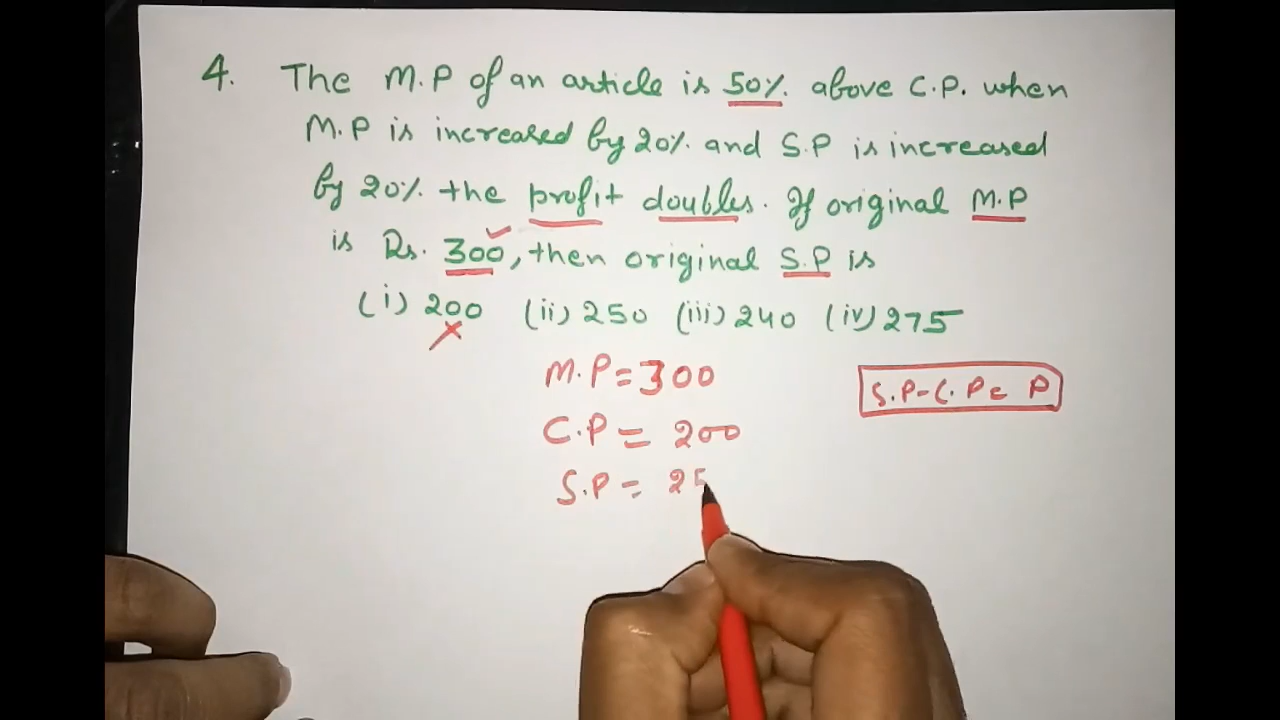 4. The M.P of an article is 50% above C.P. when
M.P is increased by 20% and S.P is increased
by 20% the profit doubles. If original M.P
is Rs. 300, then original S.P is
(i) 200 (ii) 250 (iii) 240 (iv) 275
M.P = 300
S.P - C.P = P
C.P = 200
S.P = 25